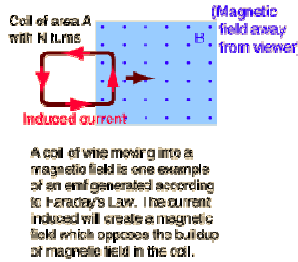 Coil of area A
with N turns
(Magnetic
field away
from viewer)
B
Induced current
A coil of wire moving into a
magnetic field is one example
of an emf generated according
to Faraday's Law. The current
induced will create a magnetic
field which opposes the buildup
of magnetic field in the coil.